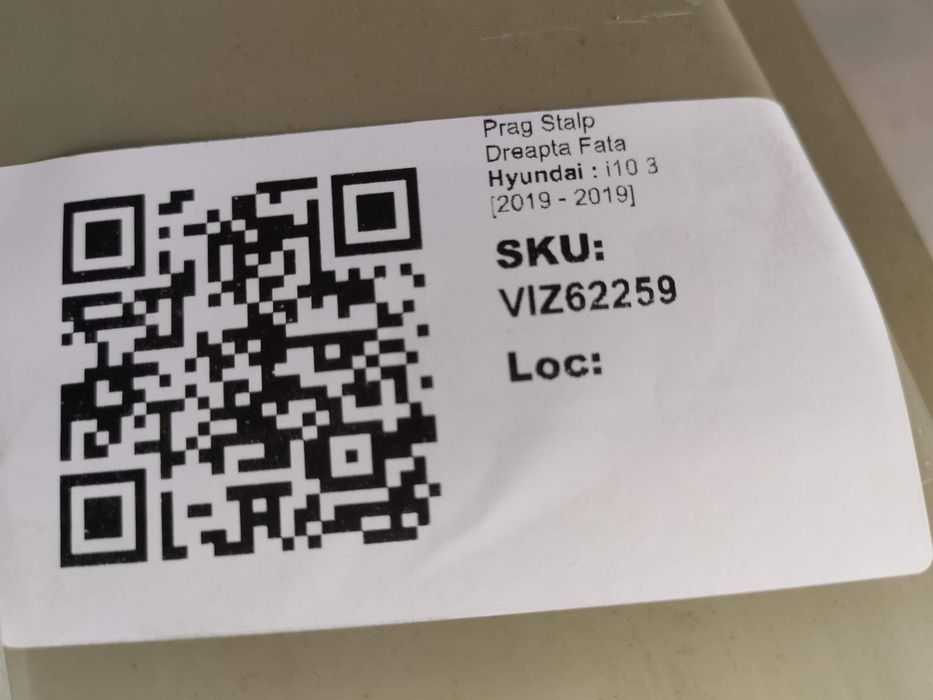 Prag Stalp
Dreapta Fata
Hyundai : i10 3
[2019 - 2019]
SKU:
VIZ62259
Loc: